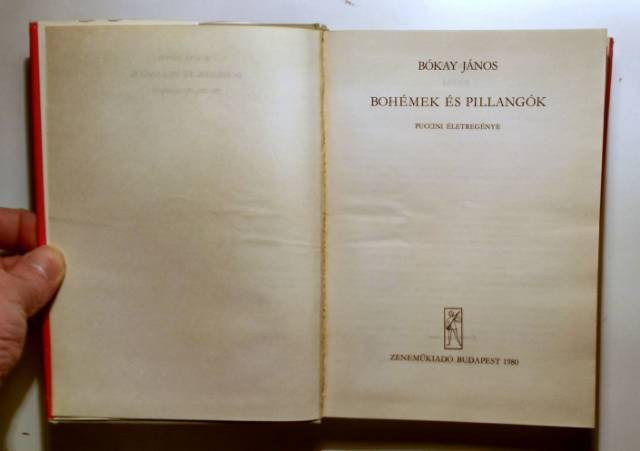 BÓKAY JÁNOS
BOHÉMEK ÉS PILLANGÓK
PUCCINI ÉLETREGÉNYE
ZENEMŰKIADÓ BUDAPEST 1980